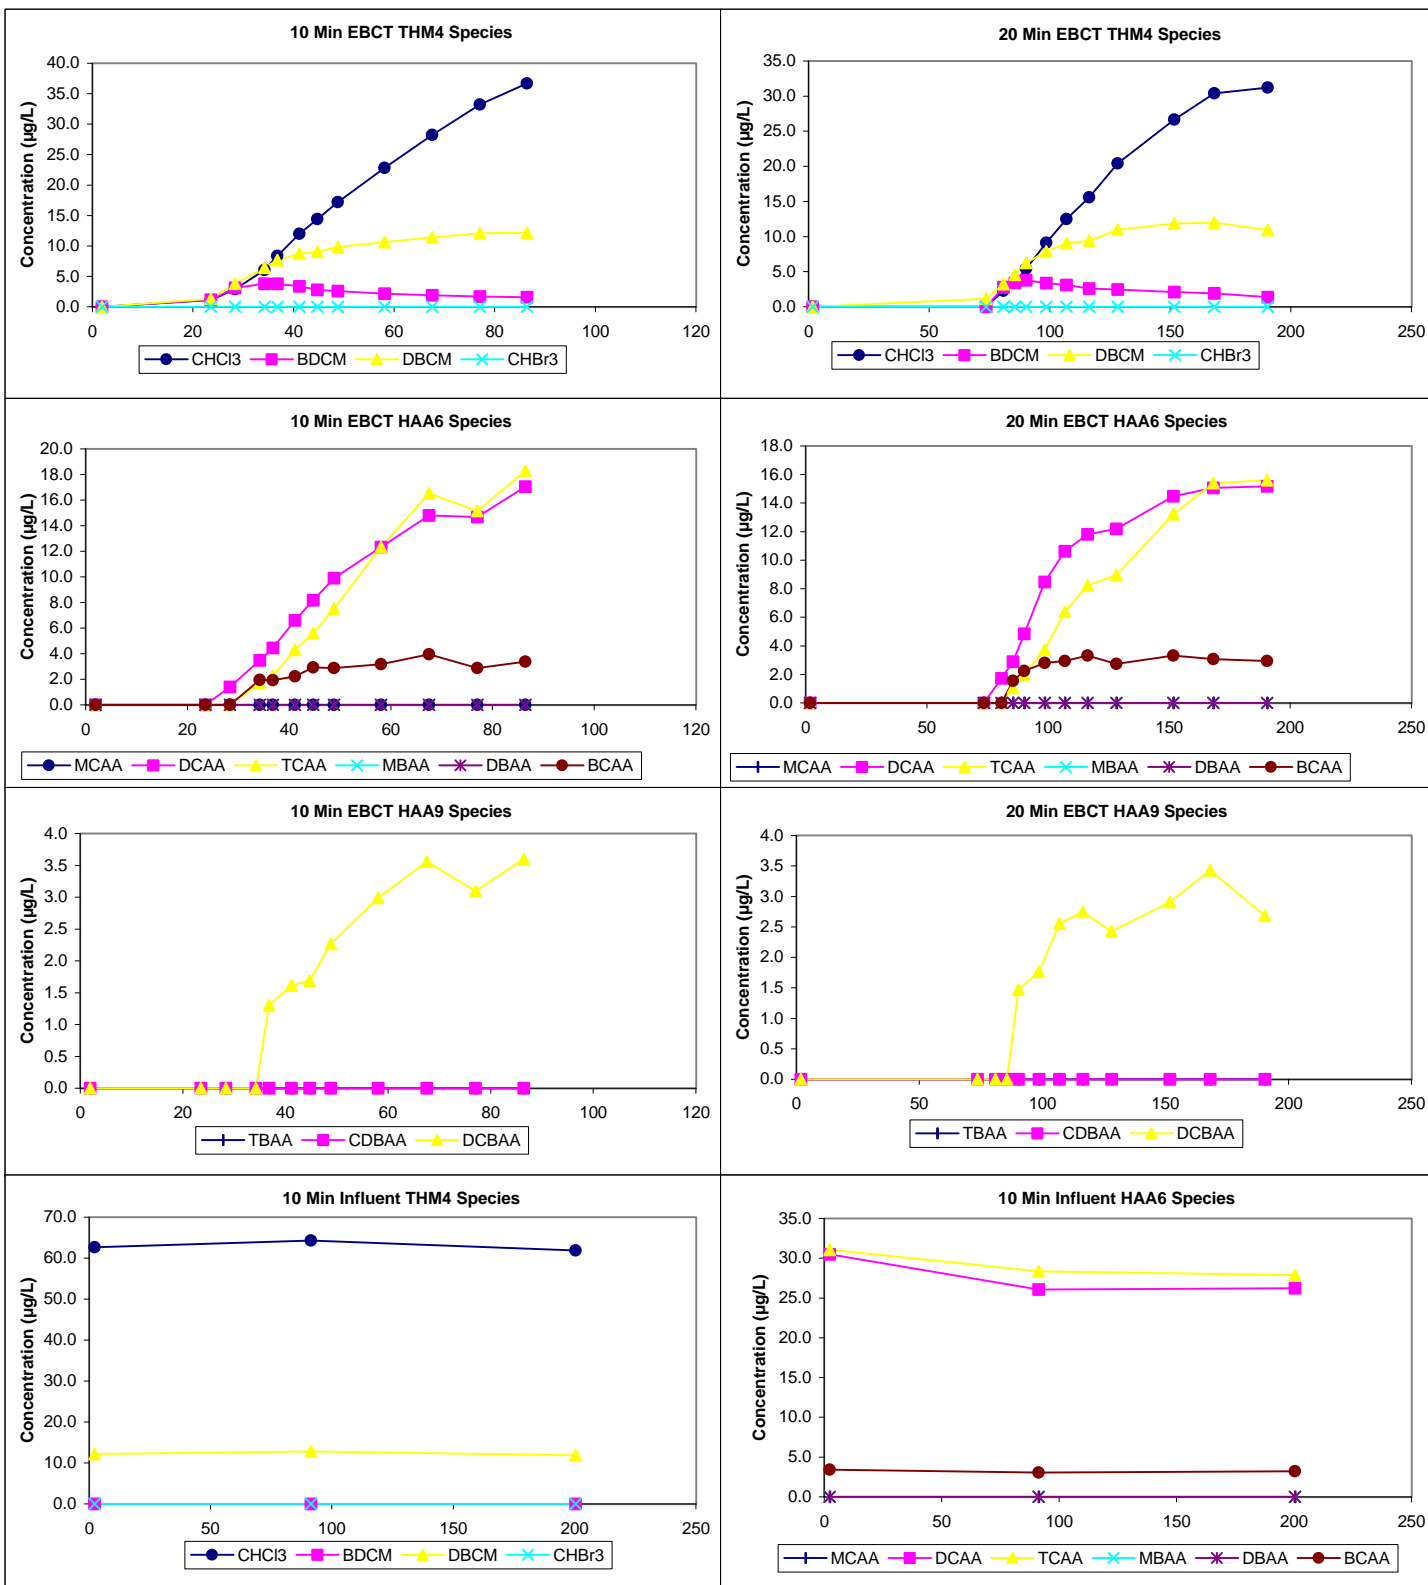 10 Min EBCT THM4 Species
40.0
35.0
30.0
25.0
20.0
15.0
10.0
5.0
0.0
Concentration (µg/L)
0 20 40 60 80 100 120
CHCl3 BDCM DBCM CHBr3
20 Min EBCT THM4 Species
35.0
30.0
25.0
20.0
15.0
10.0
5.0
0.0
Concentration (µg/L)
0 50 100 150 200 250
CHCl3 BDCM DBCM CHBr3
10 Min EBCT HAA6 Species
20.0
18.0
16.0
14.0
12.0
10.0
8.0
6.0
4.0
2.0
0.0
Concentration (µg/L)
0 20 40 60 80 100 120
MCAA DCAA TCAA MBAA DBAA BCAA
20 Min EBCT HAA6 Species
18.0
16.0
14.0
12.0
10.0
8.0
6.0
4.0
2.0
0.0
Concentration (µg/L)
0 50 100 150 200 250
MCAA DCAA TCAA MBAA DBAA BCAA
10 Min EBCT HAA9 Species
4.0
3.5
3.0
2.5
2.0
1.5
1.0
0.5
0.0
Concentration (µg/L)
0 20 40 60 80 100 120
TBAA CDBAA DCBAA
20 Min EBCT HAA9 Species
4.0
3.5
3.0
2.5
2.0
1.5
1.0
0.5
0.0
Concentration (µg/L)
0 50 100 150 200 250
TBAA CDBAA DCBAA
10 Min Influent THM4 Species
70.0
60.0
50.0
40.0
30.0
20.0
10.0
0.0
Concentration (µg/L)
0 50 100 150 200 250
CHCl3 BDCM DBCM CHBr3
10 Min Influent HAA6 Species
35.0
30.0
25.0
20.0
15.0
10.0
5.0
0.0
Concentration (µg/L)
0 50 100 150 200 250
MCAA DCAA TCAA MBAA DBAA BCAA